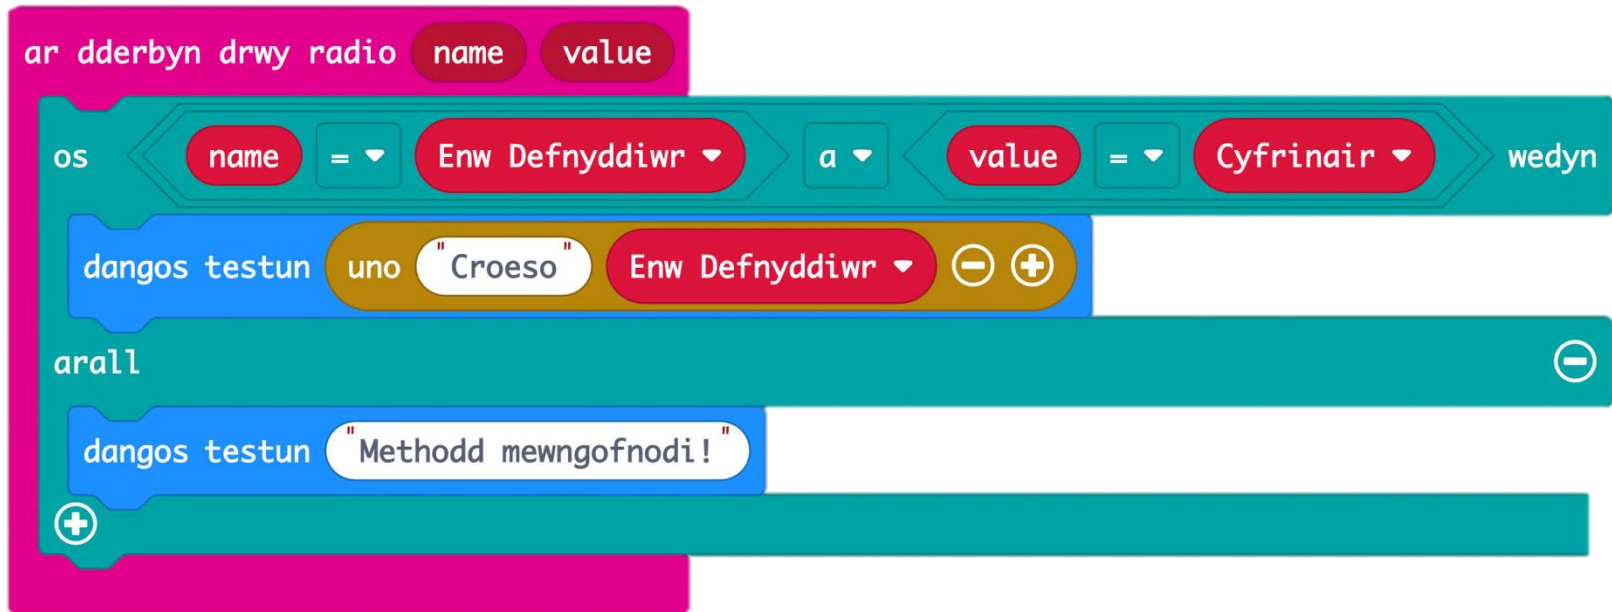 ar dderbyn drwy radio name value
os name = Enw Defnyddiwr a value = Cyfrinair wedyn
dangos testun uno "Croeso" Enw Defnyddiwr
arall
dangos testun "Methodd mewngofnodi!"